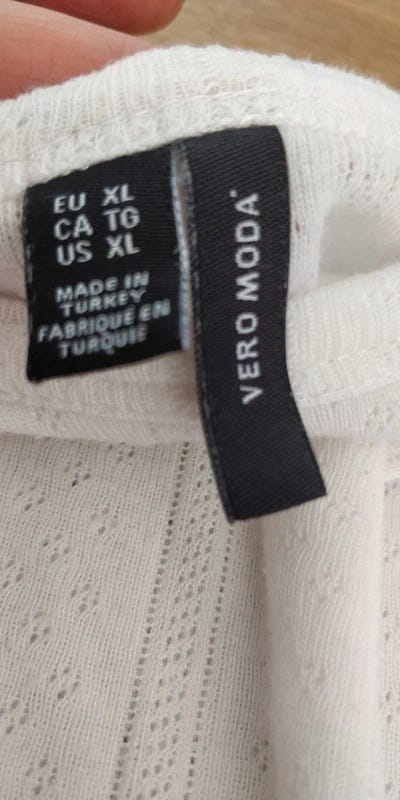 EU XL
CA TG
US XL
MADE IN
TURKEY
FABRIQUÉ EN
TURQUIE
VERO MODA